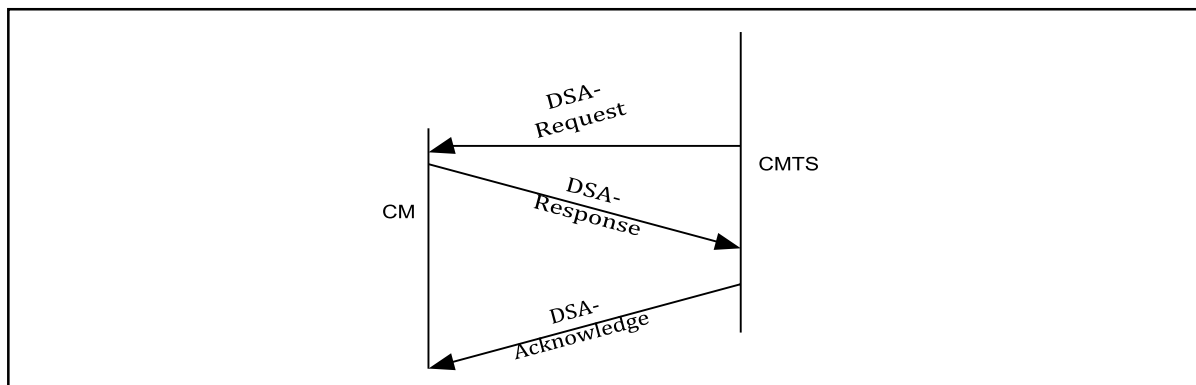 DSA-
Request
CMTS
DSA-
Response
CM
DSA-
Acknowledge